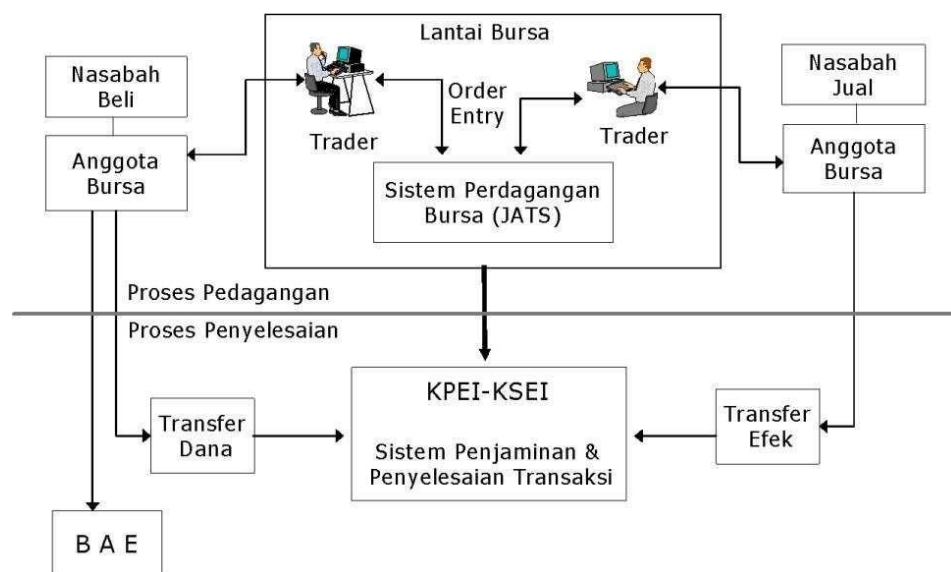 Lantai Bursa
Nasabah
Beli
Nasabah
Jual
Order
Entry
Trader
Trader
Anggota
Bursa
Anggota
Bursa
Sistem Perdagangan
Bursa (JATS)
Proses Pedagangan
Proses Penyelesaian
KPEI-KSEI
Sistem Penjaminan &
Penyelesaian Transaksi
Transfer
Dana
Transfer
Efek
B A E